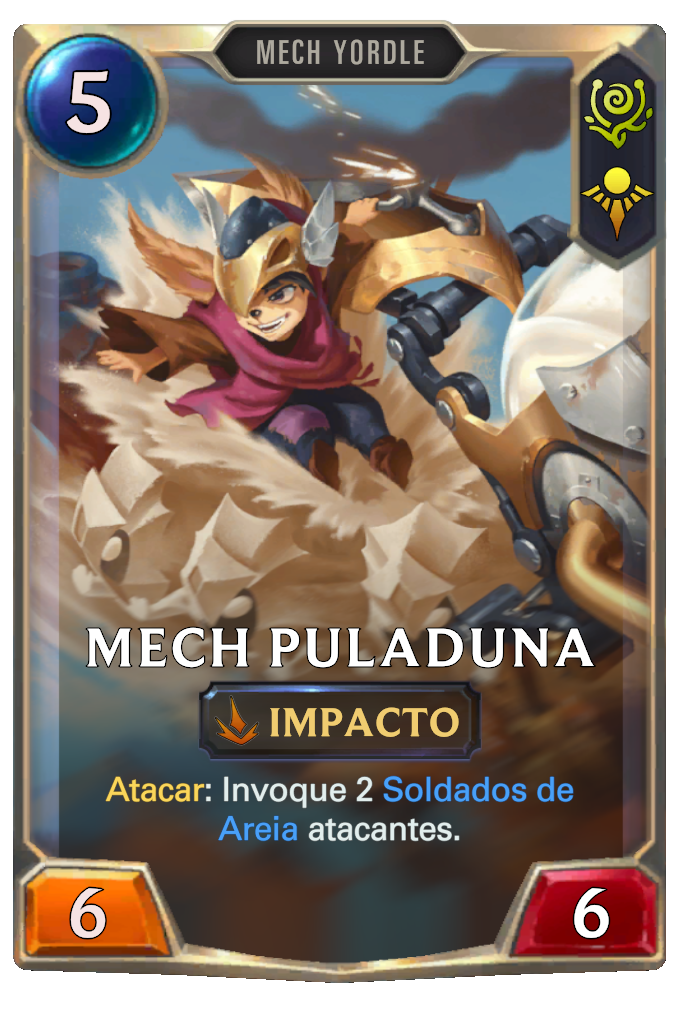 MECH YORDLE
5
MECH PULADUNA
IMPACTO
Atacar: Invoque 2 Soldados de
Areia atacantes.
6
6